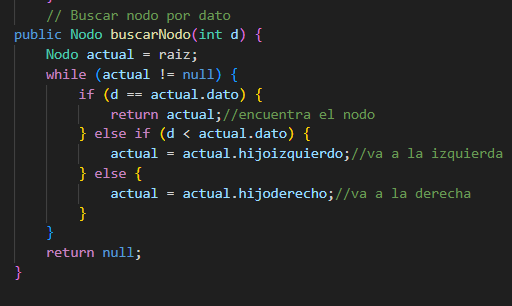 // Buscar nodo por dato
public Nodo buscarNodo(int d) {
Nodo actual = raiz;
while (actual != null) {
if (d == actual.dato) {
return actual;//encuentra el nodo
} else if (d < actual.dato) {
actual = actual.hijoizquierdo;//va a la izquierda
} else {
actual = actual.hijoderecho;//va a la derecha
}
}
return null;
}